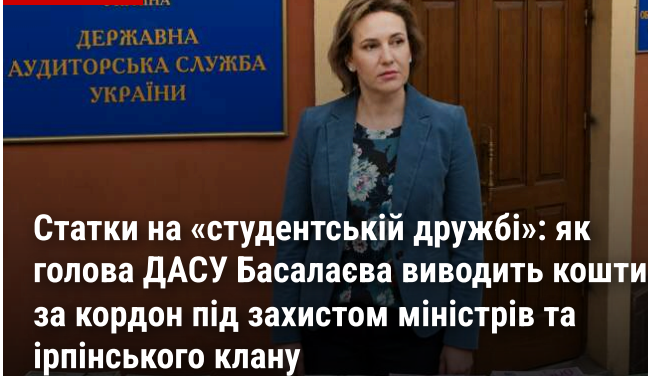 УКРАЇНА
ДЕРЖАВНА
АУДИТОРСЬКА СЛУЖБА
УКРАЇНИ
Статки на «студентській дружбі»: як
голова ДАСУ Басалаєва виводить кошти
за кордон під захистом міністрів та
ірпінського клану